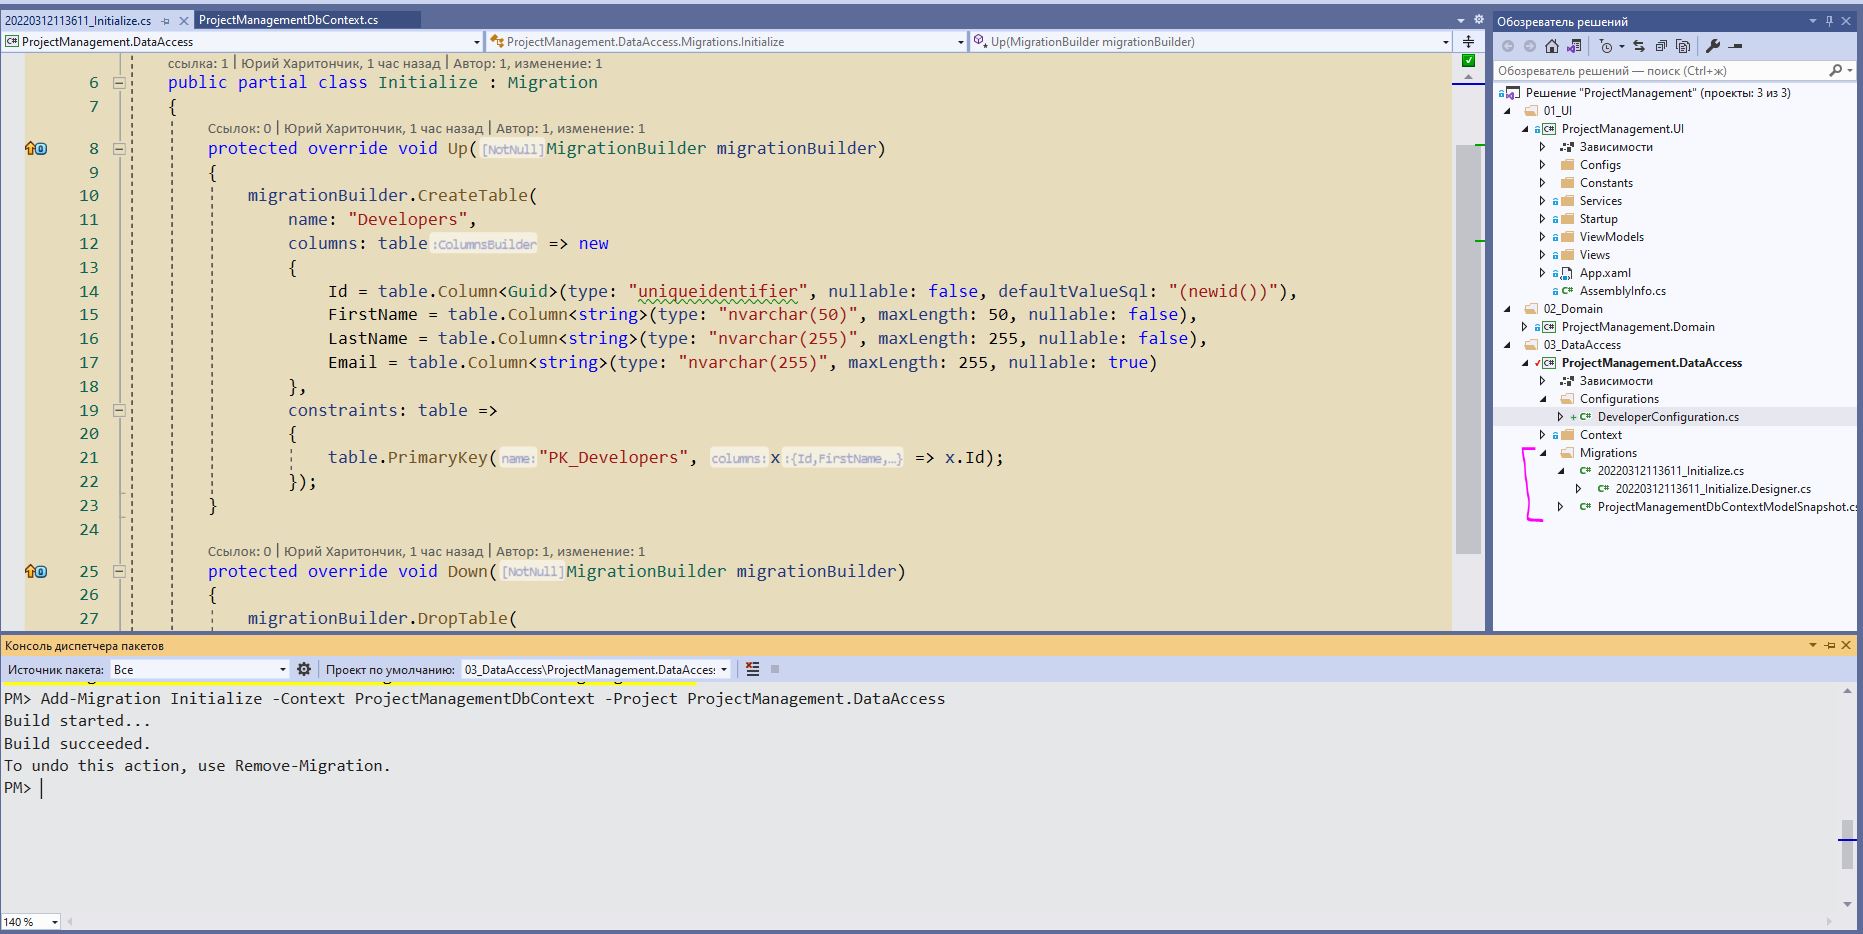 20220312113611_Initialize.cs
ProjectManagementDbContext.cs
ProjectManagement.DataAccess
ProjectManagement.DataAccess.Migrations.Initialize
Up(MigrationBuilder migrationBuilder)
ссылка: 1 | Юрий Харитончик, 1 час назад | Автор: 1, изменение: 1
6 public partial class Initialize : Migration
7 {
Ссылок: 0 | Юрий Харитончик, 1 час назад | Автор: 1, изменение: 1
8 protected override void Up([NotNull]MigrationBuilder migrationBuilder)
9 {
10 migrationBuilder.CreateTable(
11 name: "Developers",
12 columns: table :ColumnsBuilder => new
13 {
14 Id = table.Column<Guid>(type: "uniqueidentifier", nullable: false, defaultValueSql: "(newid())"),
15 FirstName = table.Column<string>(type: "nvarchar(50)", maxLength: 50, nullable: false),
16 LastName = table.Column<string>(type: "nvarchar(255)", maxLength: 255, nullable: false),
17 Email = table.Column<string>(type: "nvarchar(255)", maxLength: 255, nullable: true)
18 },
19 constraints: table =>
20 {
21 table.PrimaryKey( name: "PK_Developers", columns: x :{Id,FirstName,…} => x.Id);
22 });
23 }
24
Ссылок: 0 | Юрий Харитончик, 1 час назад | Автор: 1, изменение: 1
25 protected override void Down([NotNull]MigrationBuilder migrationBuilder)
26 {
27 migrationBuilder.DropTable(
Обозреватель решений
Обозреватель решений — поиск (Ctrl+ж)
Решение "ProjectManagement" (проекты: 3 из 3)
01_UI
ProjectManagement.UI
Зависимости
Configs
Constants
Services
Startup
ViewModels
Views
App.xaml
AssemblyInfo.cs
02_Domain
ProjectManagement.Domain
03_DataAccess
ProjectManagement.DataAccess
Зависимости
Configurations
DeveloperConfiguration.cs
Context
Migrations
20220312113611_Initialize.cs
20220312113611_Initialize.Designer.cs
ProjectManagementDbContextModelSnapshot.cs
Консоль диспетчера пакетов
Источник пакета: Все
Проект по умолчанию: 03_DataAccess\ProjectManagement.DataAccess
PM> Add-Migration Initialize -Context ProjectManagementDbContext -Project ProjectManagement.DataAccess
Build started...
Build succeeded.
To undo this action, use Remove-Migration.
PM>
140 %